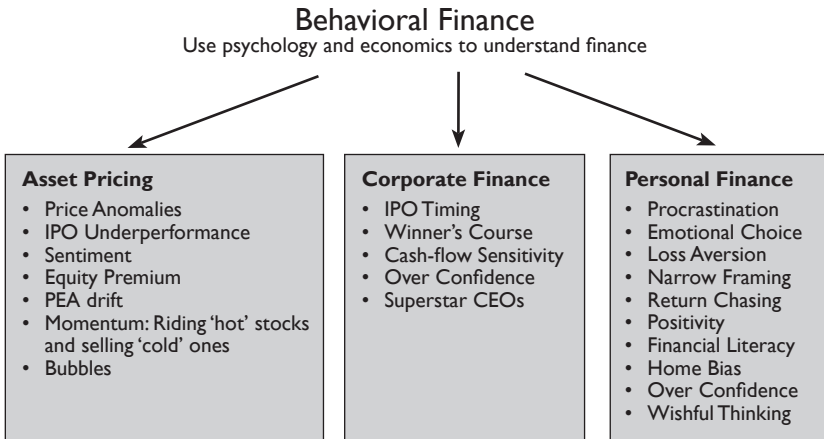 Behavioral Finance
Use psychology and economics to understand finance
Asset Pricing
• Price Anomalies
• IPO Underperformance
• Sentiment
• Equity Premium
• PEA drift
• Momentum: Riding ‘hot’ stocks
and selling ‘cold’ ones
• Bubbles
Corporate Finance
• IPO Timing
• Winner’s Course
• Cash-flow Sensitivity
• Over Confidence
• Superstar CEOs
Personal Finance
• Procrastination
• Emotional Choice
• Loss Aversion
• Narrow Framing
• Return Chasing
• Positivity
• Financial Literacy
• Home Bias
• Over Confidence
• Wishful Thinking